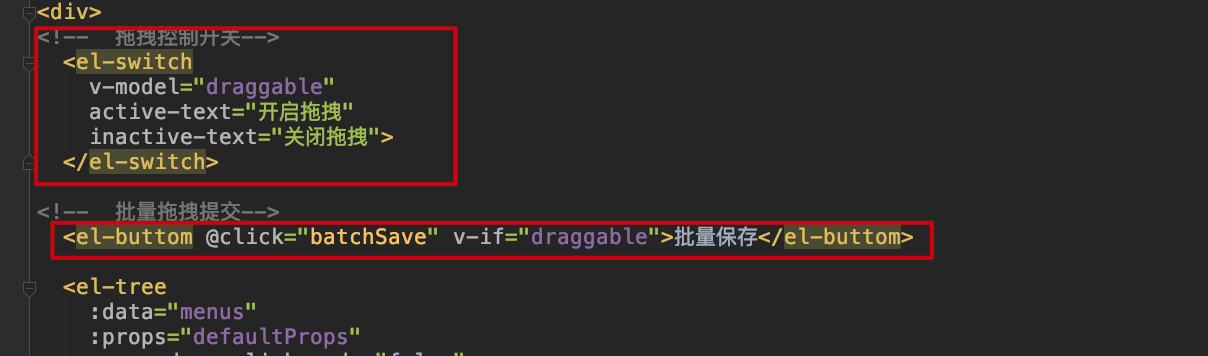 <div>
<!--  拖拽控制开关-->
<el-switch
v-model="draggable"
active-text="开启拖拽"
inactive-text="关闭拖拽">
</el-switch>
<!--  批量拖拽提交-->
<el-buttom @click="batchSave" v-if="draggable">批量保存</el-buttom>
<el-tree
:data="menus"
:props="defaultProps"